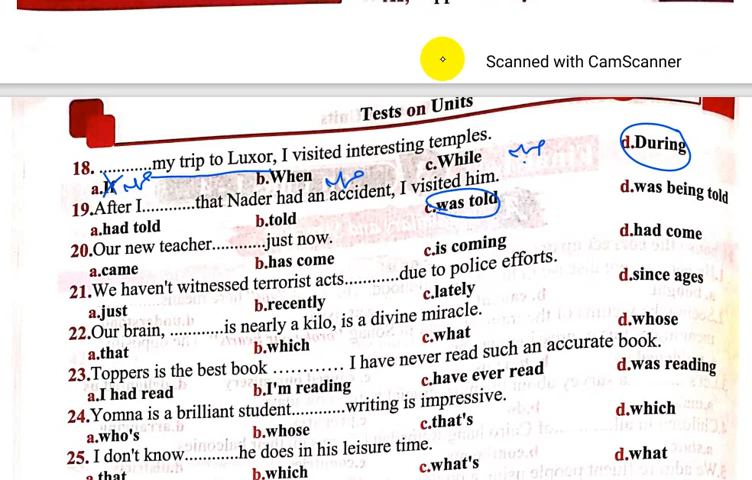 Scanned with CamScanner
Tests on Units
18. ............my trip to Luxor, I visited interesting temples.
b.When c.While d.During
19.After I............that Nader had an accident, I visited him.
a.had told b.told c.was told d.was being told
20.Our new teacher............just now.
a.came b.has come c.is coming d.had come
21.We haven't witnessed terrorist acts............due to police efforts.
a.just b.recently c.lately d.since ages
22.Our brain, ............is nearly a kilo, is a divine miracle.
a.that b.which c.what d.whose
23.Toppers is the best book ............ I have never read such an accurate book.
a.I had read b.I'm reading c.have ever read d.was reading
24.Yomna is a brilliant student............writing is impressive.
a.who's b.whose c.that's d.which
25. I don't know............he does in his leisure time.
a.that b.which c.what's d.what